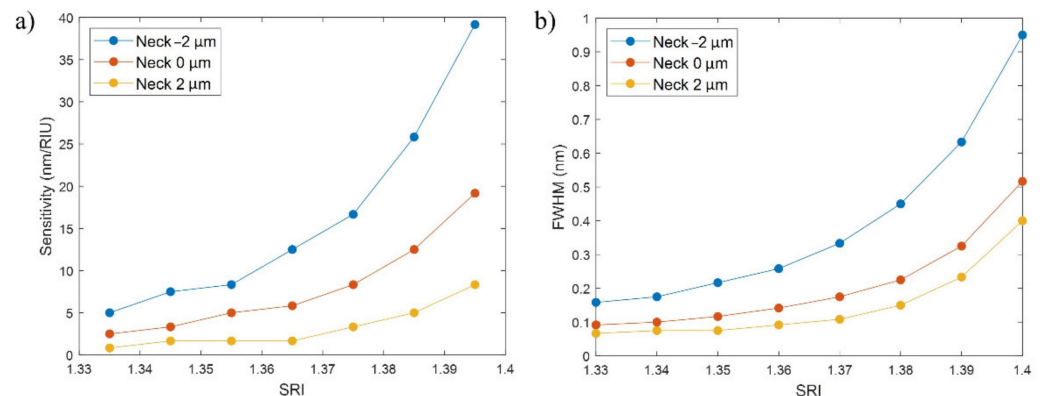 a)
40
35
30
25
20
15
10
5
0
Sensitivity (nm/RIU)
Neck –2 μm
Neck 0 μm
Neck 2 μm
1.33 1.34 1.35 1.36 1.37 1.38 1.39 1.4
SRI
b)
1
0.9
0.8
0.7
0.6
0.5
0.4
0.3
0.2
0.1
0
FWHM (nm)
Neck –2 μm
Neck 0 μm
Neck 2 μm
1.33 1.34 1.35 1.36 1.37 1.38 1.39 1.4
SRI